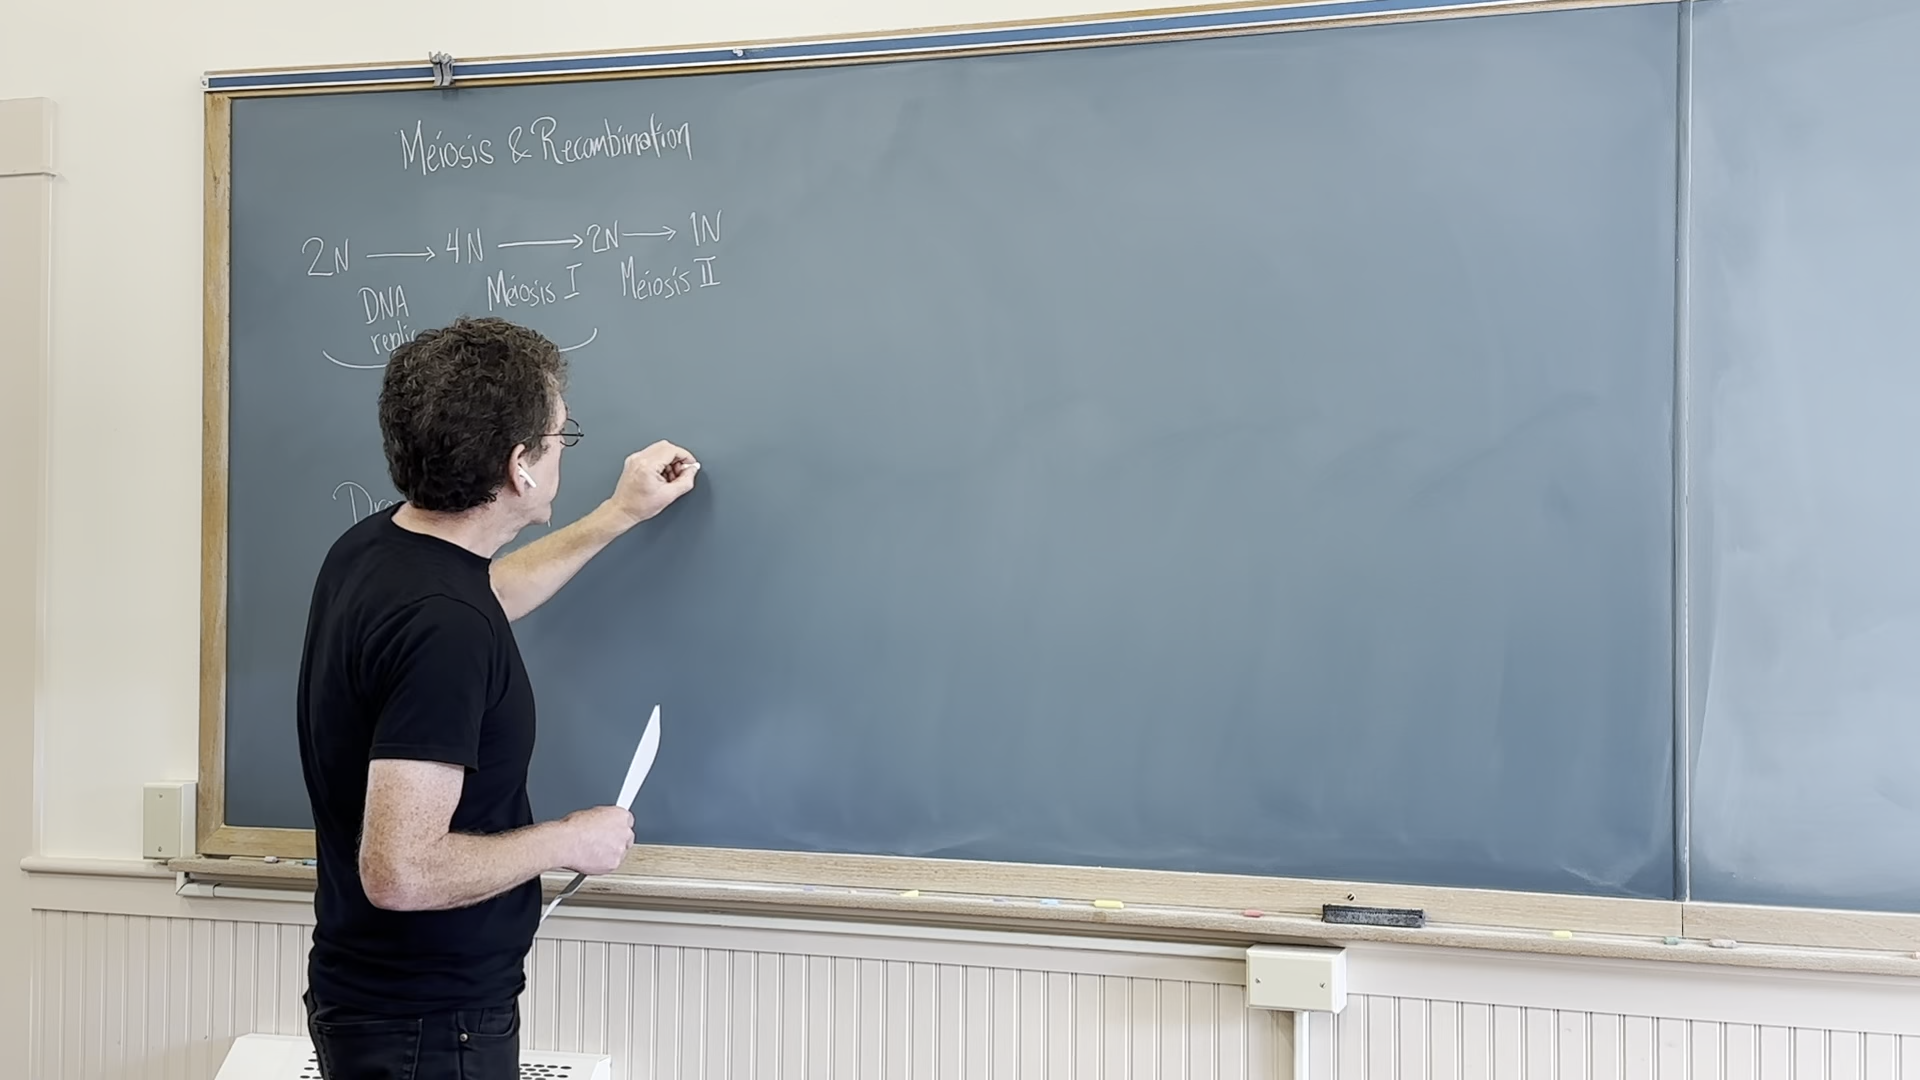 Meiosis & Recombination
2N → 4N → 2N → 1N
DNA Meiosis I Meiosis II